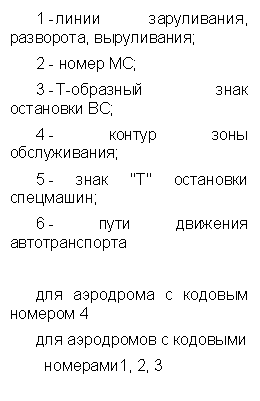 1 -линии заруливания,
разворота, выруливания;
2 - номер МС;
3 - Т-образный знак
остановки ВС;
4 - контур зоны
обслуживания;
5 - знак "Т" остановки
спецмашин;
6 - пути движения
автотранспорта
для аэродрома с кодовым
номером 4
для аэродромов с кодовыми
номерами1, 2, 3